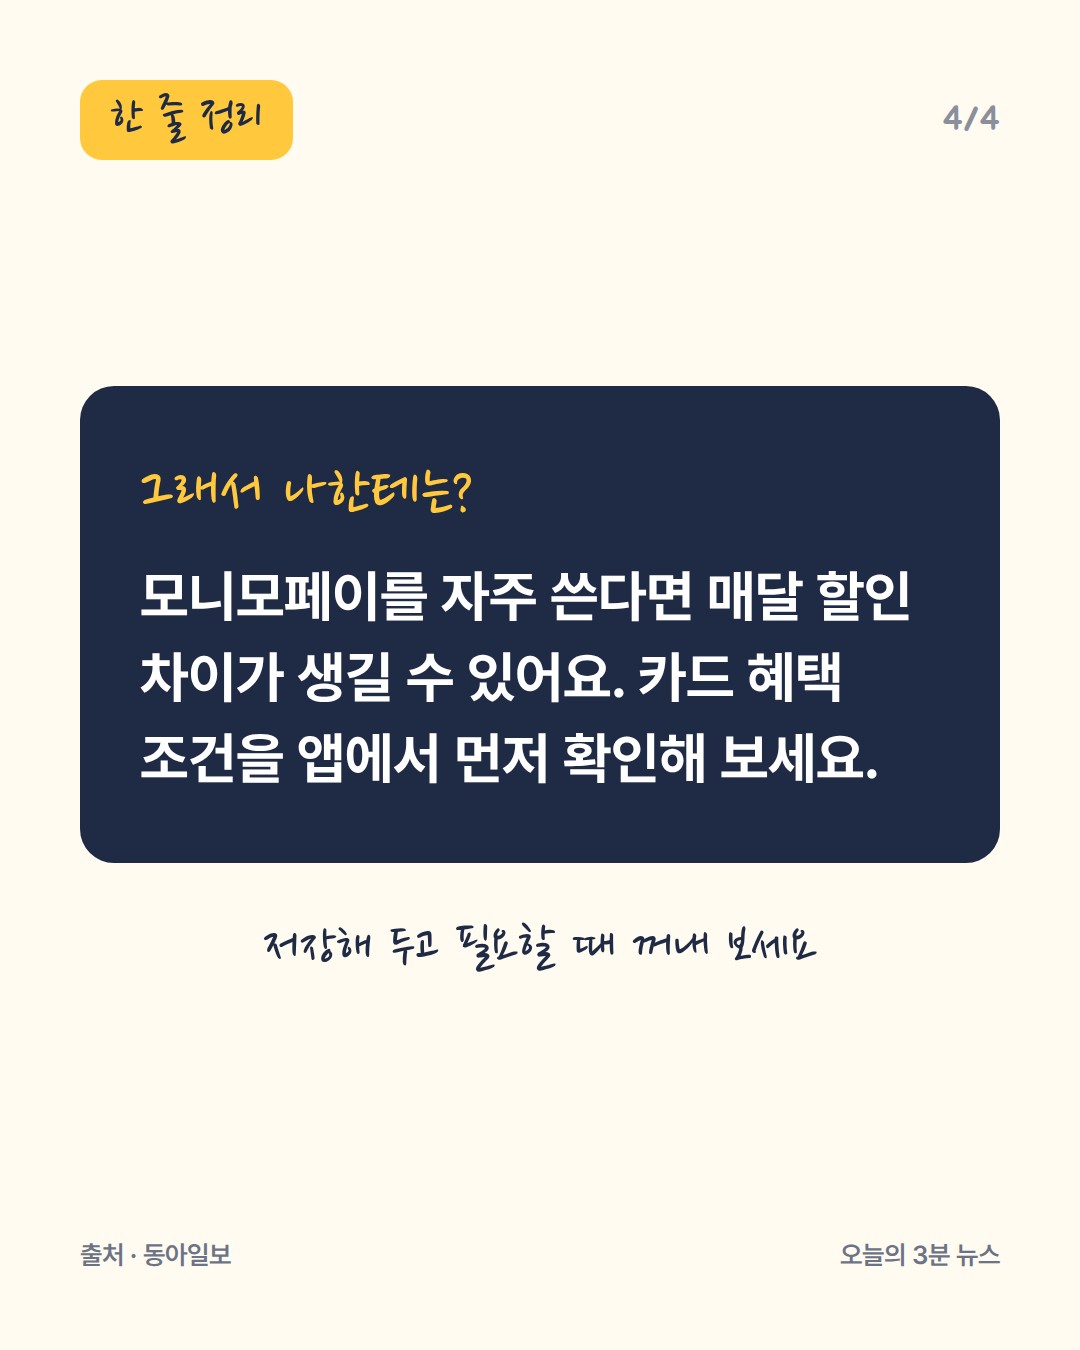 한 줄 정리
4/4
그래서 나한테는?
모니모페이를 자주 쓴다면 매달 할인
차이가 생길 수 있어요. 카드 혜택
조건을 앱에서 먼저 확인해 보세요.
저장해 두고 필요할 때 꺼내 보세요
출처 · 동아일보
오늘의 3분 뉴스